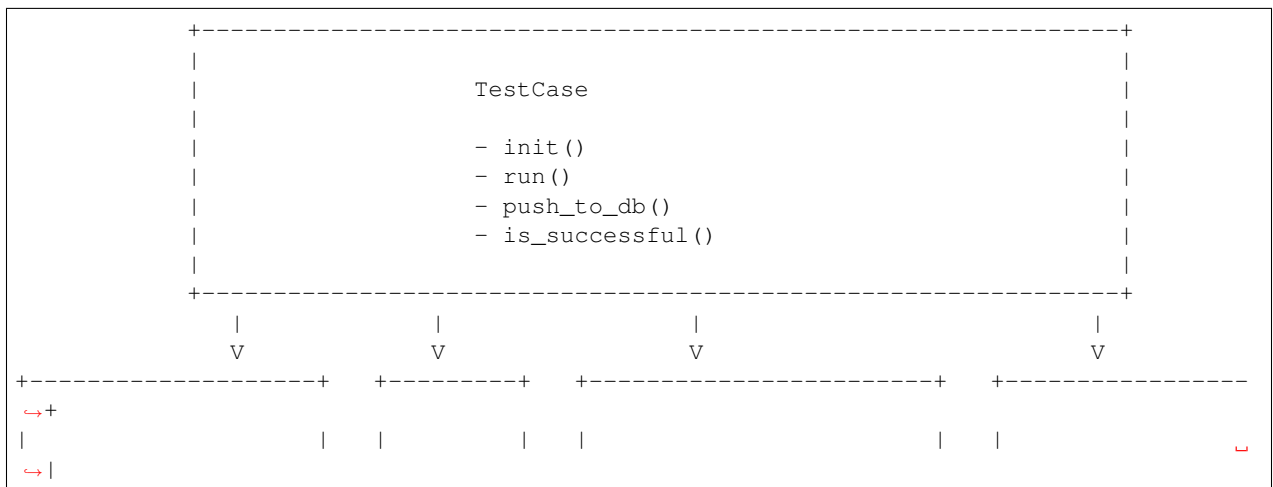 +----------------------------------------------------------------+
|                                                                |
|                   TestCase                                     |
|                                                                |
|                   - init()                                     |
|                   - run()                                      |
|                   - push_to_db()                               |
|                   - is_successful()                            |
|                                                                |
+----------------------------------------------------------------+
|             |                 |                           |
V             V                 V                           V
+--------------------+   +---------+   +------------------------+   +-----------------
↪+
|                    |   |         |   |                        |   |                ␣
↪|